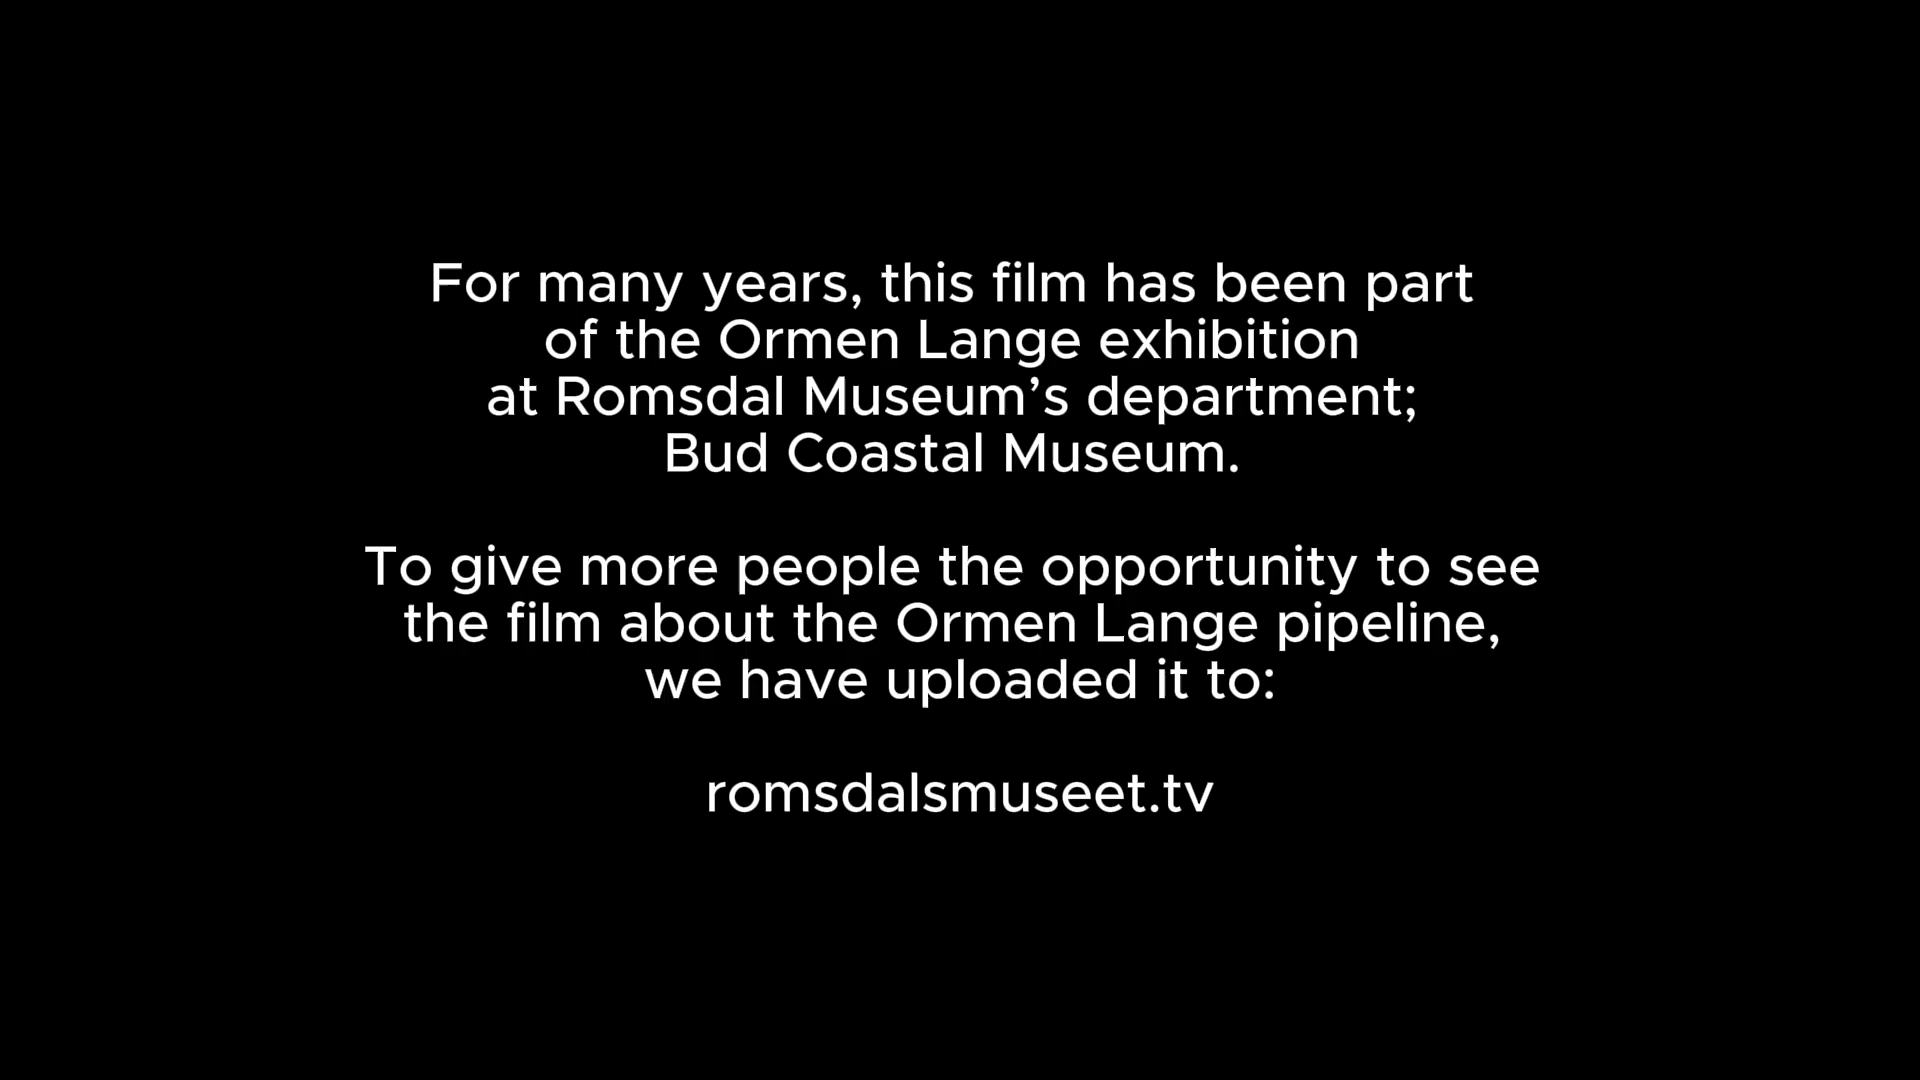 For many years, this film has been part
of the Ormen Lange exhibition
at Romsdal Museum’s department;
Bud Coastal Museum.
To give more people the opportunity to see
the film about the Ormen Lange pipeline,
we have uploaded it to:
romsdalsmuseet.tv